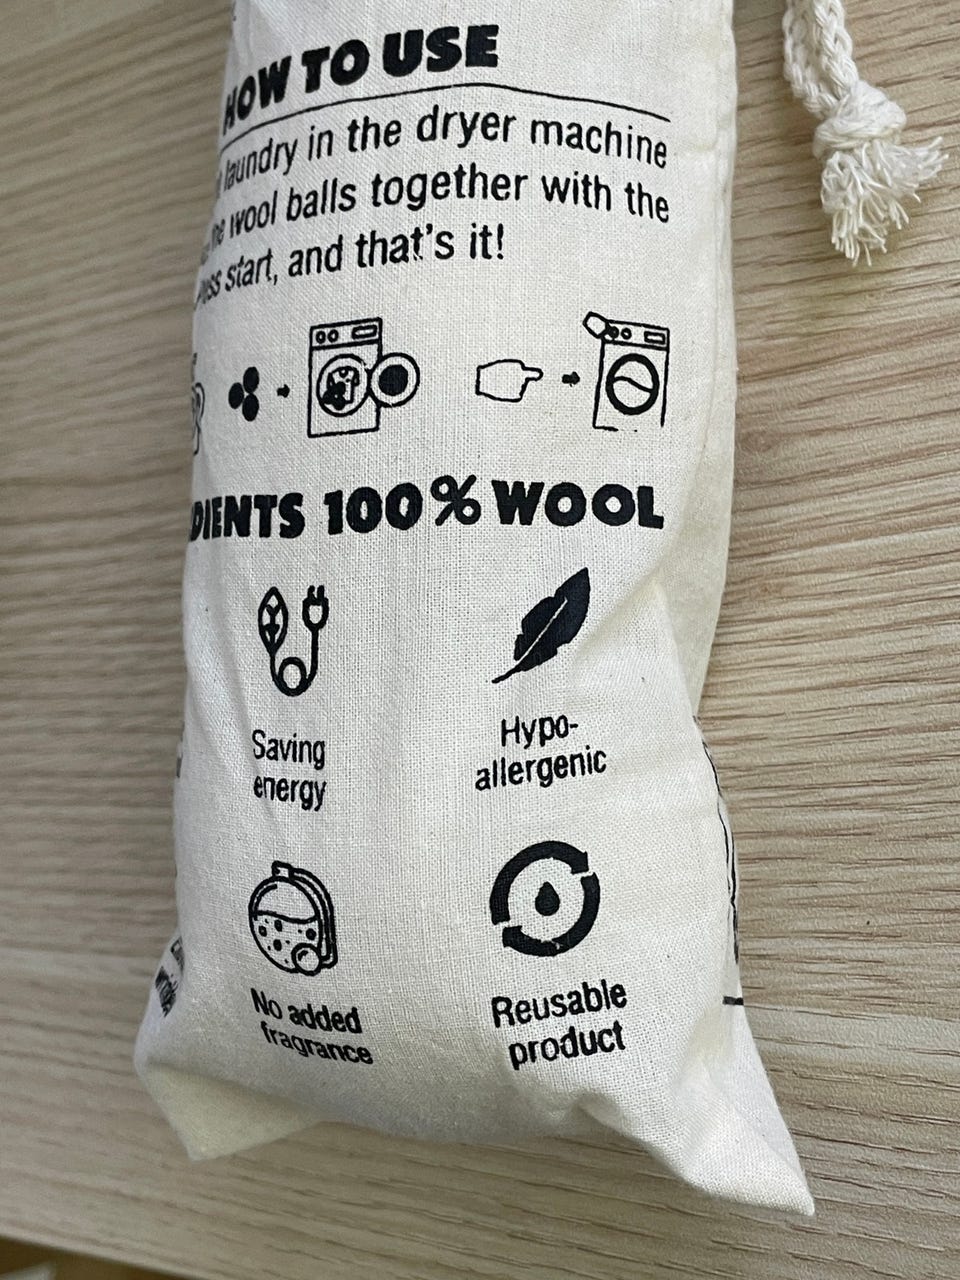 HOW TO USE
laundry in the dryer machine
wool balls together with the
start, and that's it!
DIENTS 100% WOOL
Saving
energy
Hypo-
allergenic
No added
fragrance
Reusable
product